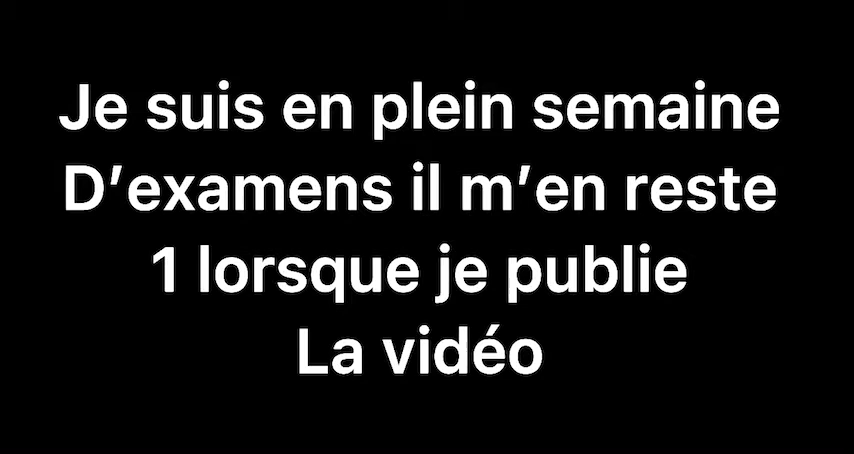 Je suis en plein semaine
D’examens il m’en reste
1 lorsque je publie
La vidéo